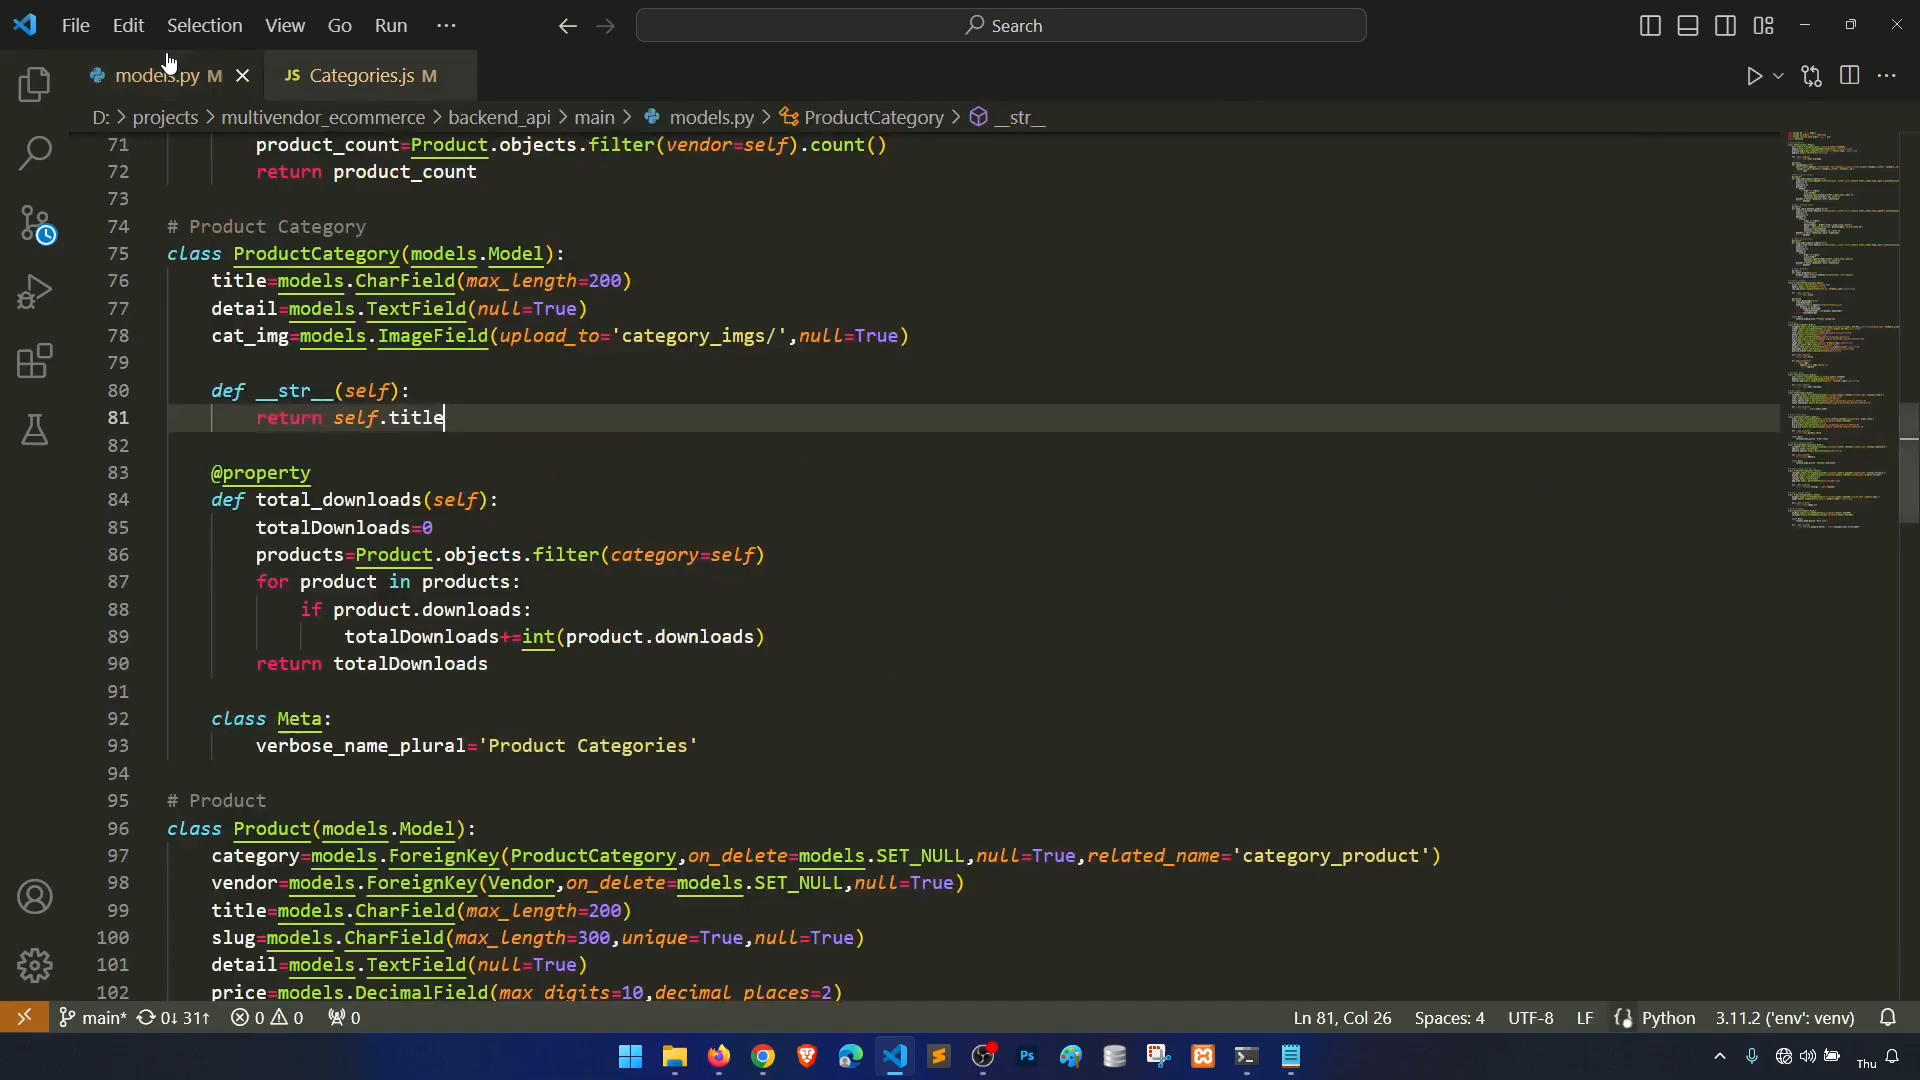 File Edit Selection View Go Run ··· Search
models.py M JS Categories.js M
D: > projects > multivendor_ecommerce > backend_api > main > models.py > ProductCategory > __str__
71 product_count=Product.objects.filter(vendor=self).count()
72 return product_count
73
74 # Product Category
75 class ProductCategory(models.Model):
76 title=models.CharField(max_length=200)
77 detail=models.TextField(null=True)
78 cat_img=models.ImageField(upload_to='category_imgs/',null=True)
79
80 def __str__(self):
81 return self.title
82
83 @property
84 def total_downloads(self):
85 totalDownloads=0
86 products=Product.objects.filter(category=self)
87 for product in products:
88 if product.downloads:
89 totalDownloads+=int(product.downloads)
90 return totalDownloads
91
92 class Meta:
93 verbose_name_plural='Product Categories'
94
95 # Product
96 class Product(models.Model):
97 category=models.ForeignKey(ProductCategory,on_delete=models.SET_NULL,null=True,related_name='category_product')
98 vendor=models.ForeignKey(Vendor,on_delete=models.SET_NULL,null=True)
99 title=models.CharField(max_length=200)
100 slug=models.CharField(max_length=300,unique=True,null=True)
101 detail=models.TextField(null=True)
102 price=models.DecimalField(max_digits=10,decimal_places=2)
main* 0↓ 31↑ 0 0 0 Ln 81, Col 26 Spaces: 4 UTF-8 LF Python 3.11.2 ('env': venv)
Ps Thu